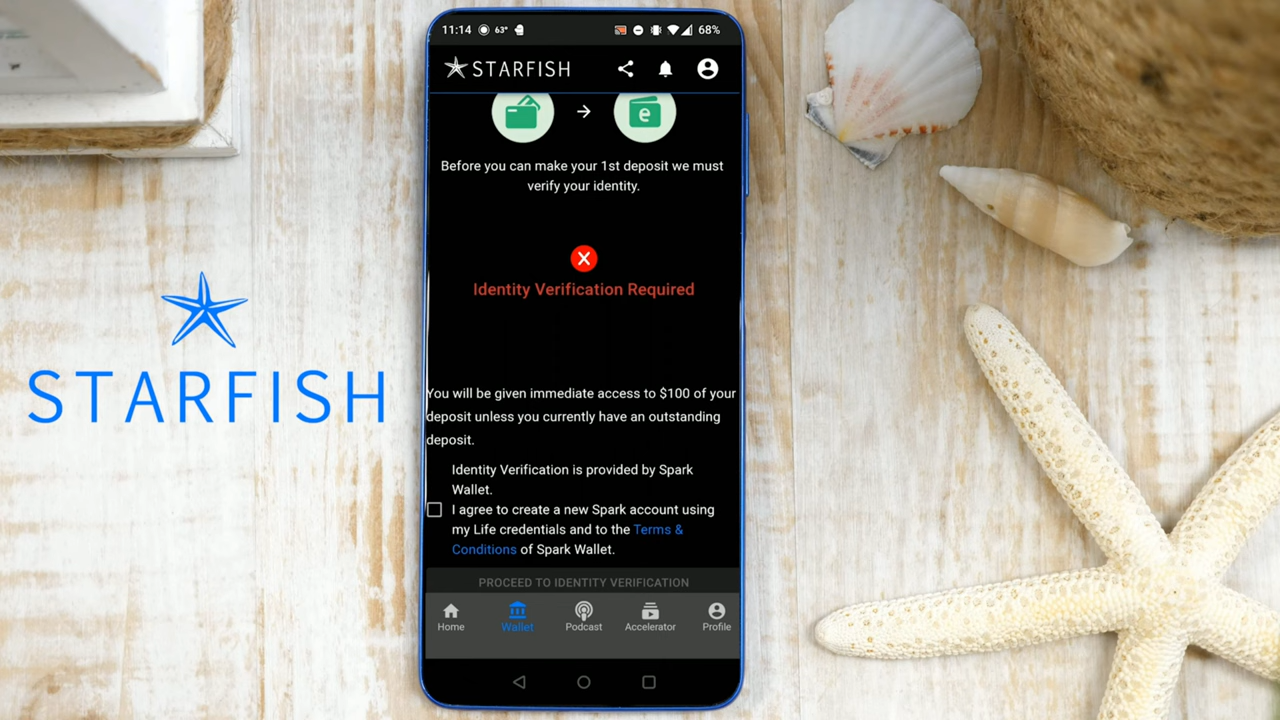 11:14 63° 68%
STARFISH
e
Before you can make your 1st deposit we must
verify your identity.
Identity Verification Required
You will be given immediate access to $100 of your
deposit unless you currently have an outstanding
deposit.
Identity Verification is provided by Spark
Wallet.
I agree to create a new Spark account using
my Life credentials and to the Terms &
Conditions of Spark Wallet.
PROCEED TO IDENTITY VERIFICATION
Home Wallet Podcast Accelerator Profile
STARFISH